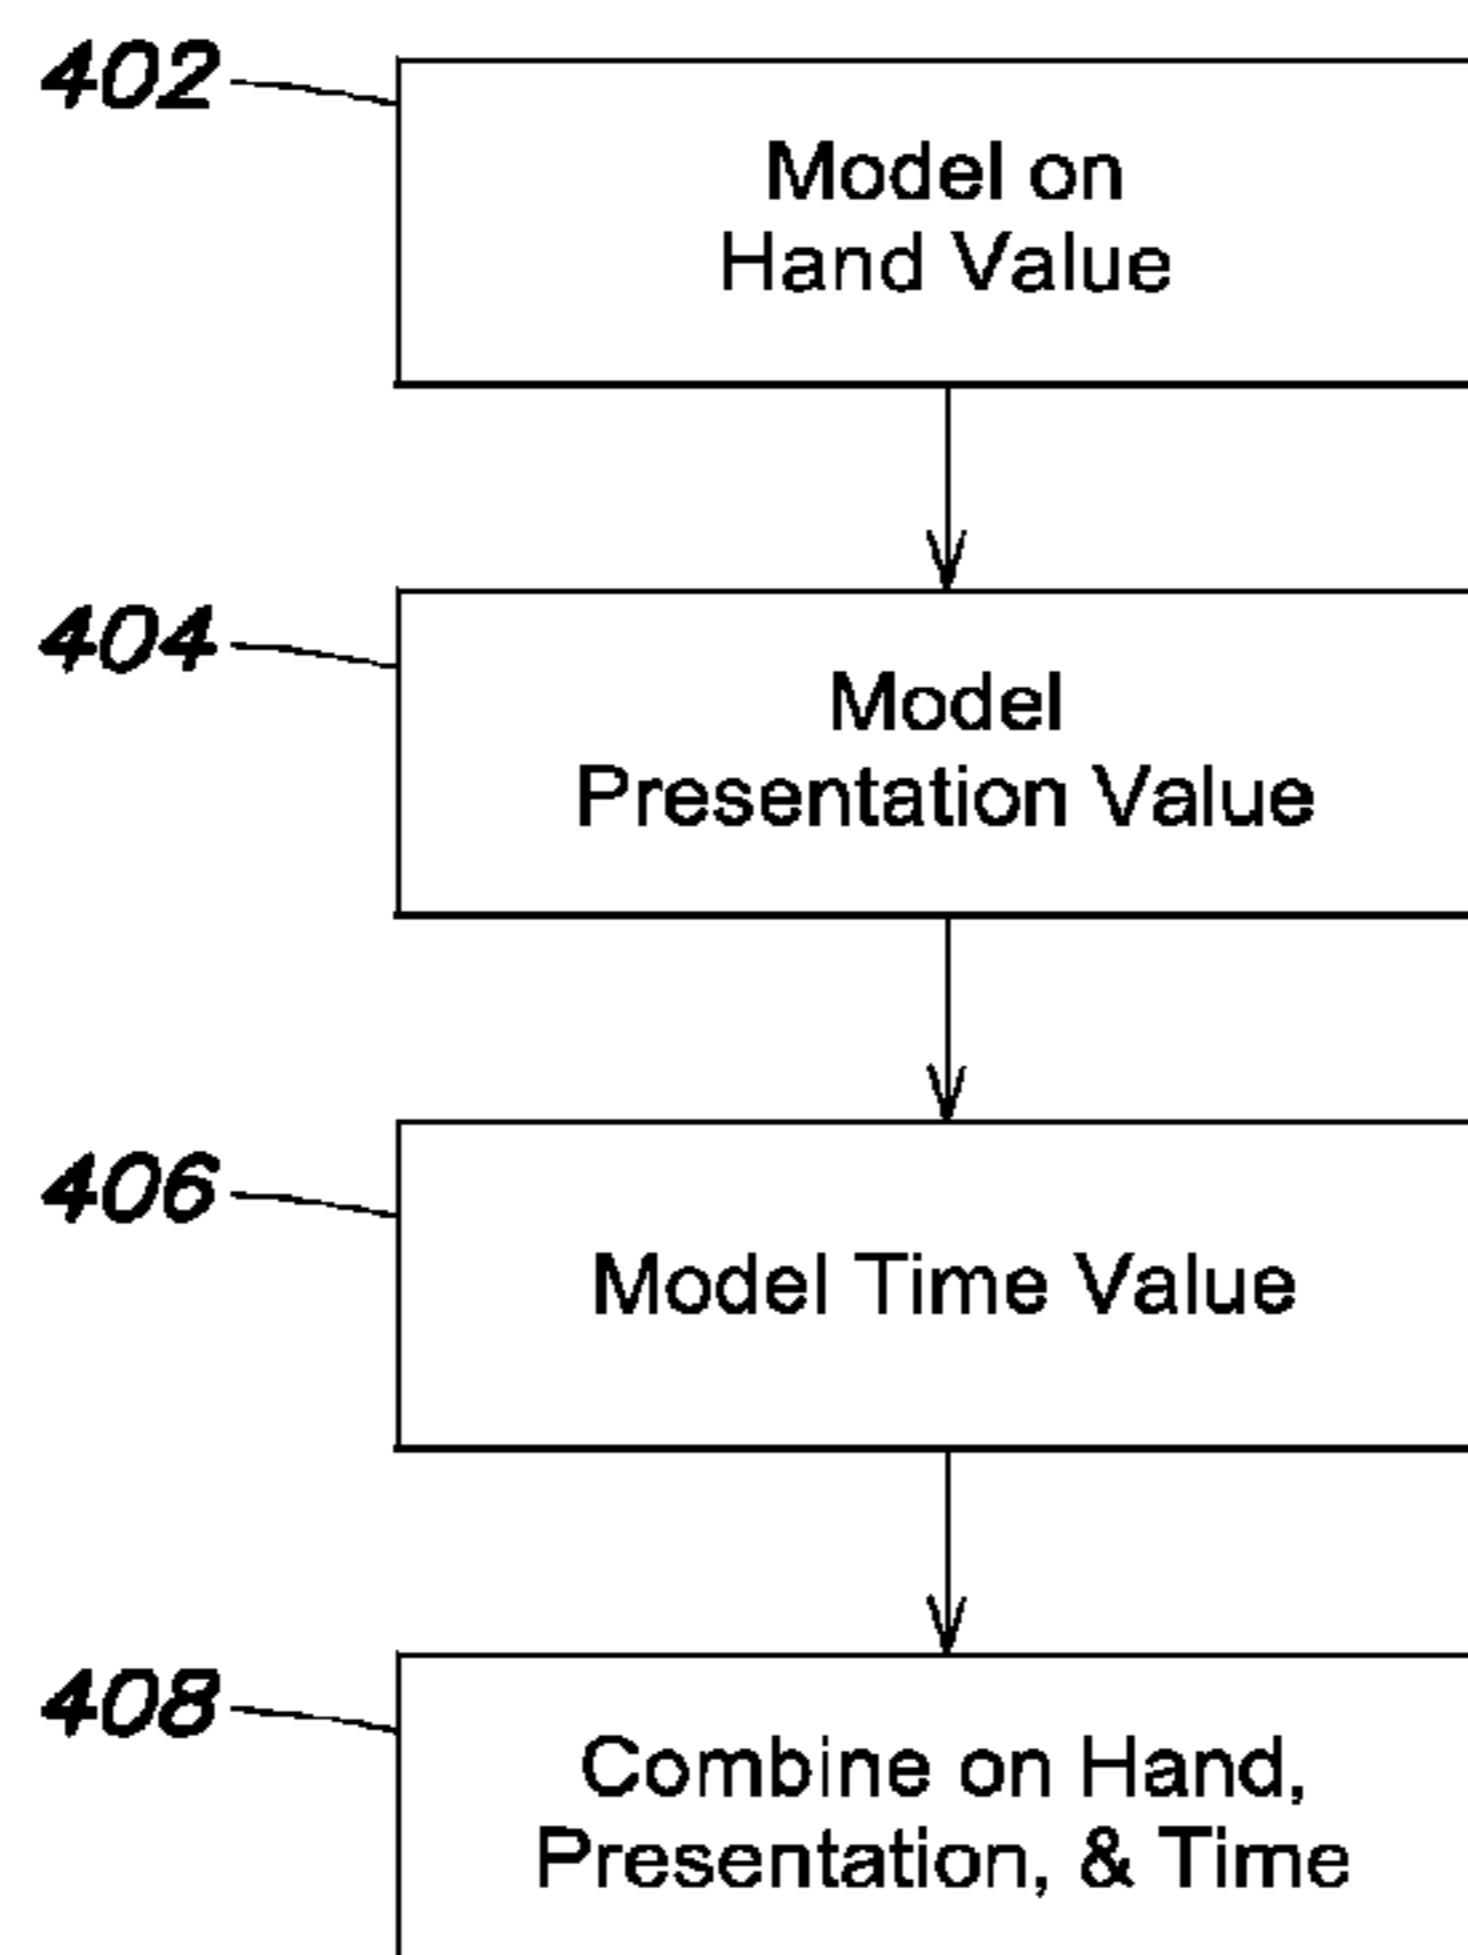 402
Model on
Hand Value
404
Model
Presentation Value
406
Model Time Value
408
Combine on Hand,
Presentation, & Time